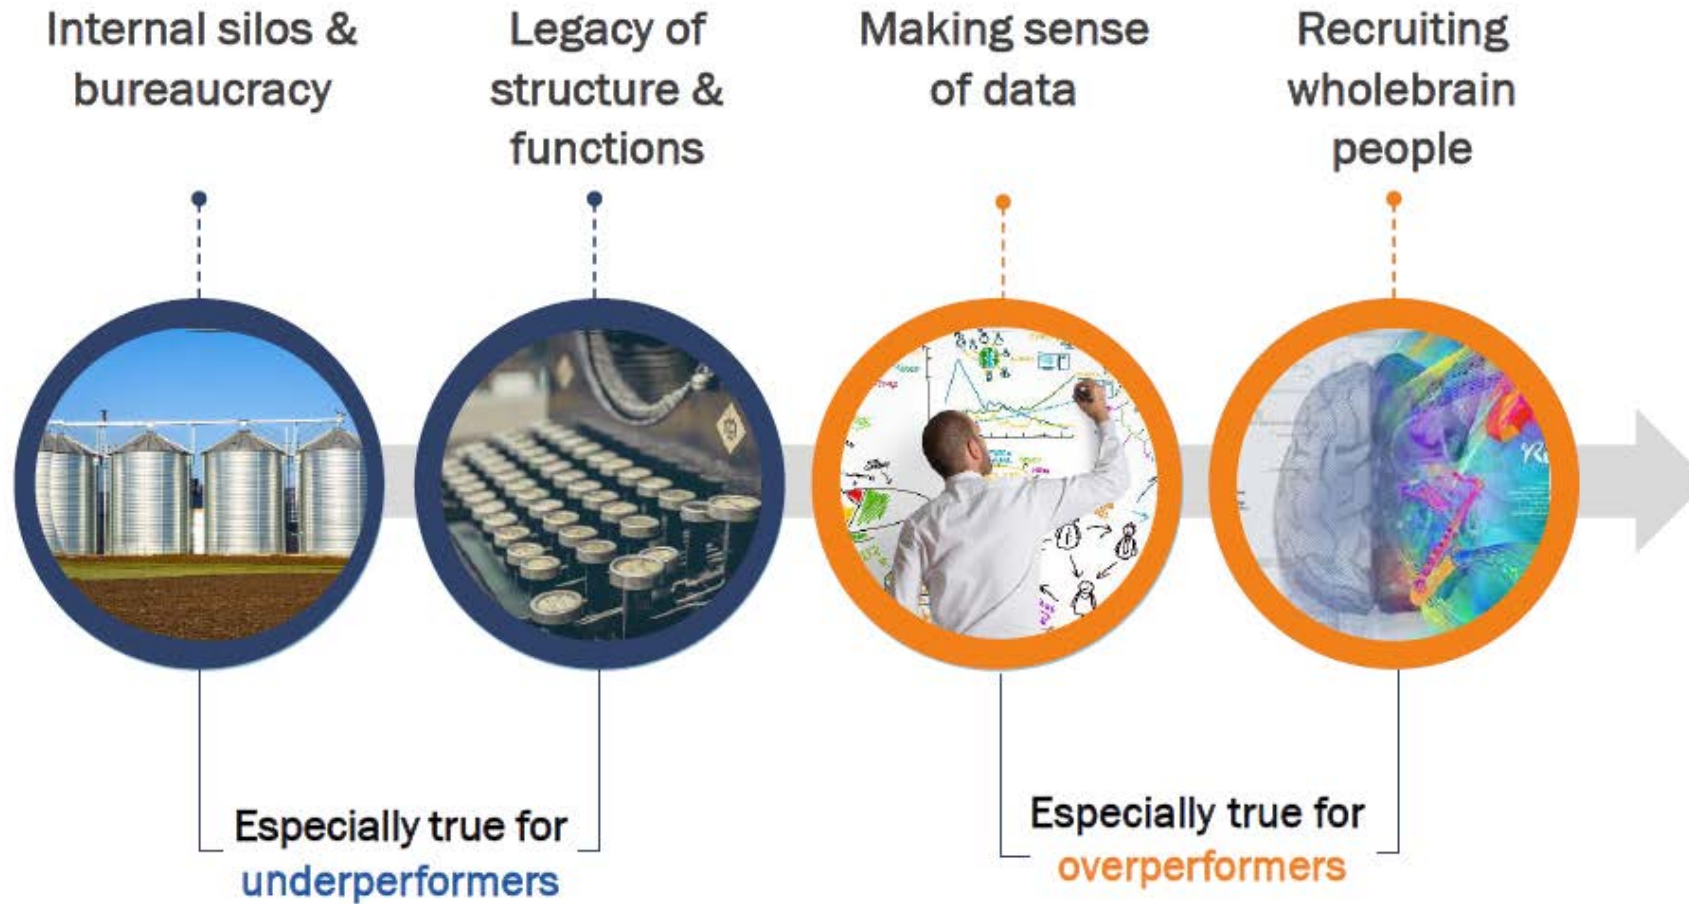 Internal silos &
bureaucracy
Legacy of
structure &
functions
Making sense
of data
Recruiting
wholebrain
people
Especially true for
underperformers
Especially true for
overperformers